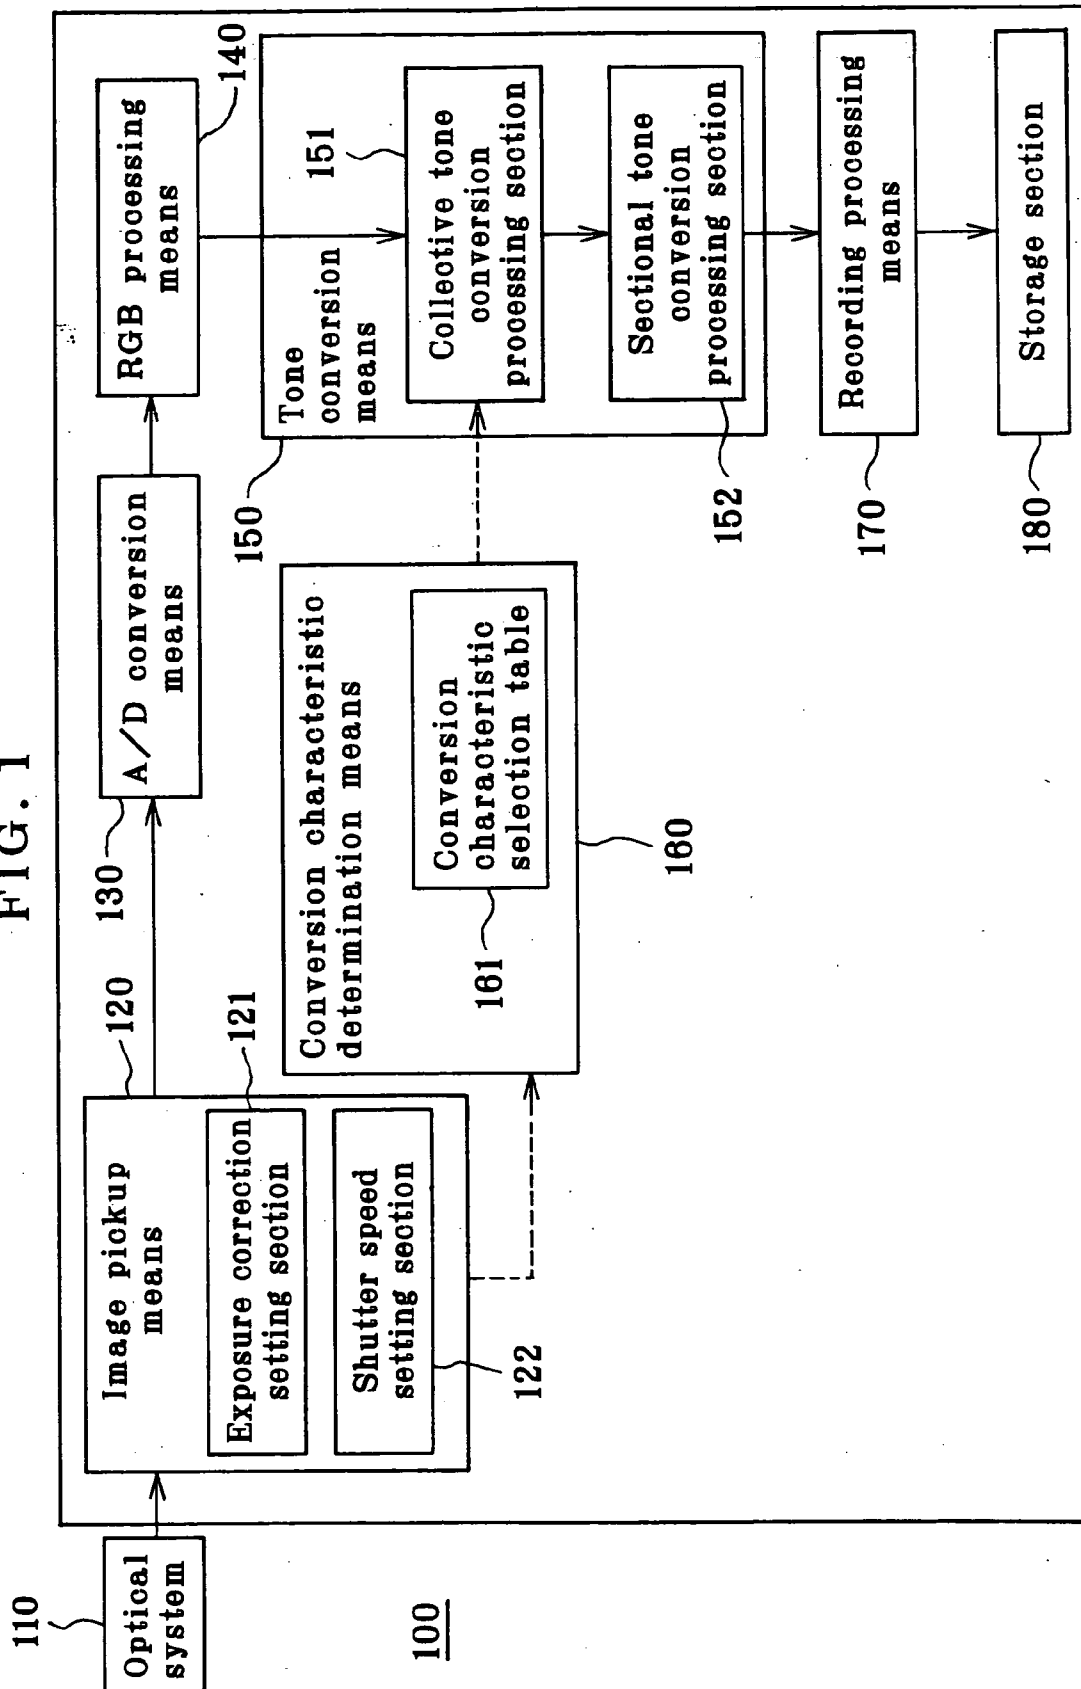 FIG. 1
110
Optical
system
100
120
Image pickup
means
121
Exposure correction
setting section
Shutter speed
setting section
122
130
A/D conversion
means
RGB processing
means
140
Conversion characteristic
determination means
Conversion
characteristic
selection table
161
160
150
Tone
conversion
means
151
Collective tone
conversion
processing section
Sectional tone
conversion
processing section
152
Recording processing
means
170
Storage section
180